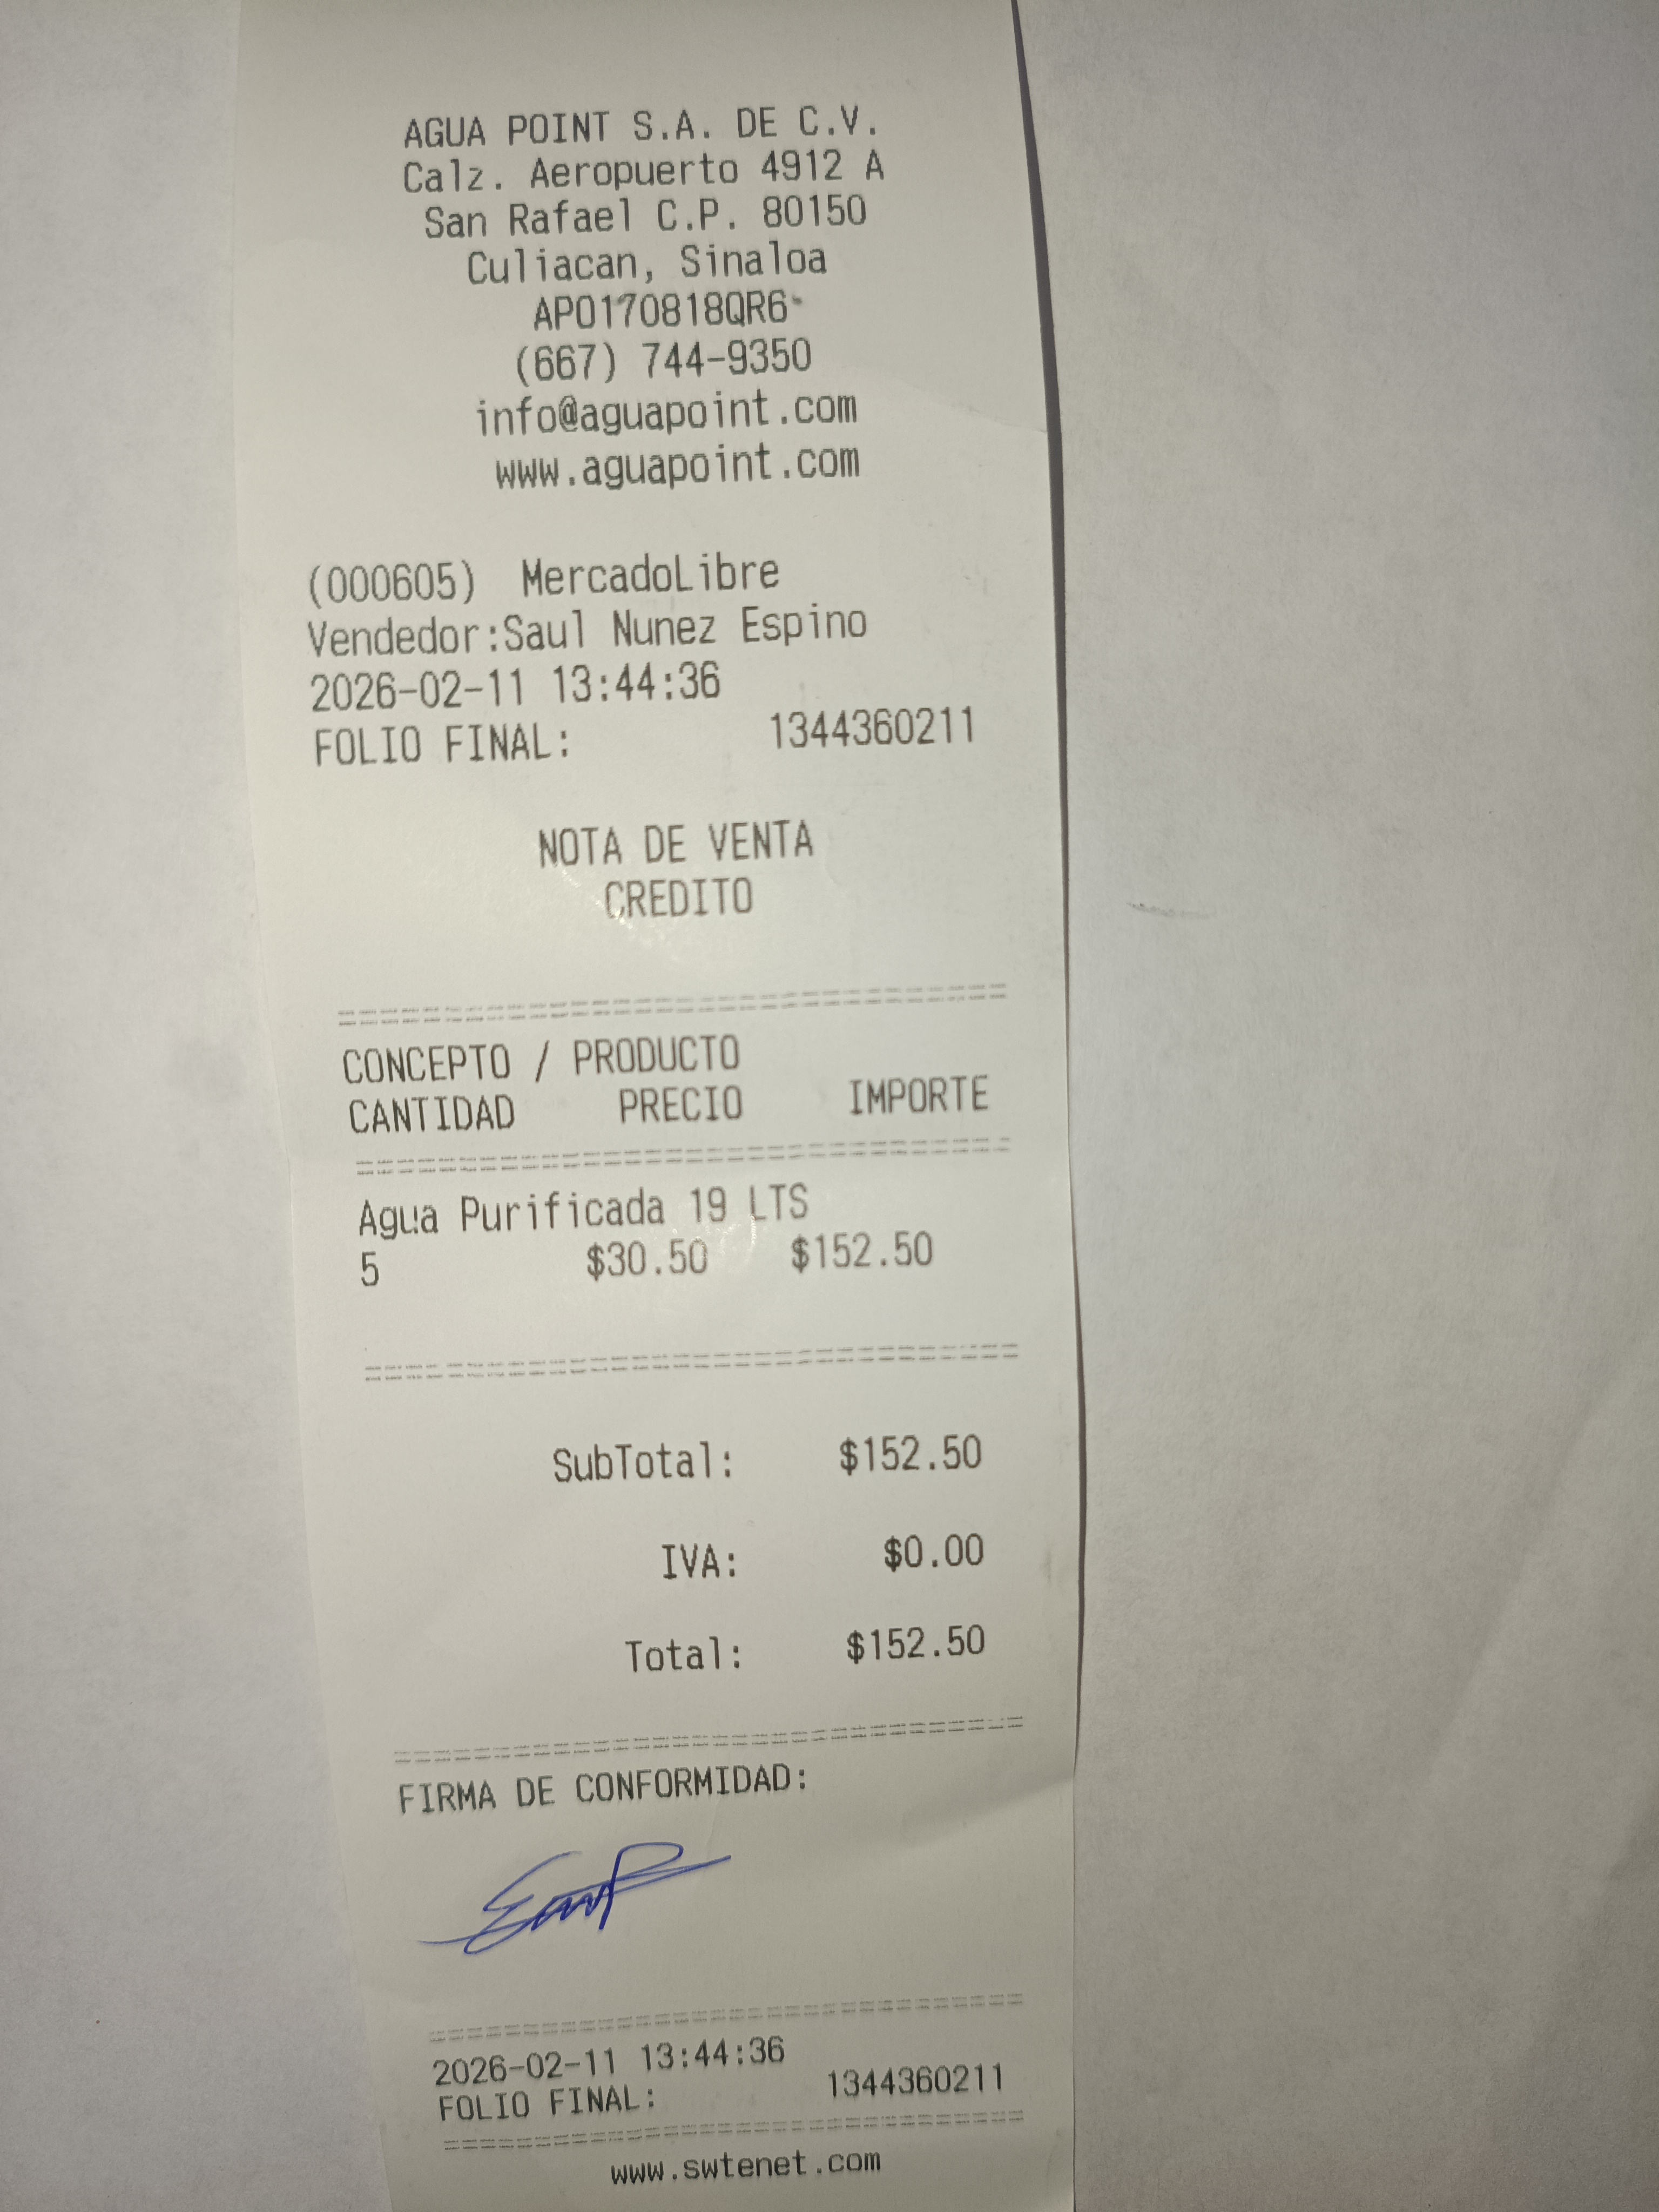 AGUA POINT S.A. DE C.V.
Calz. Aeropuerto 4912 A
San Rafael C.P. 80150
Culiacan, Sinaloa
APO170818QR6
(667) 744-9350
info@aguapoint.com
www.aguapoint.com
(000605) MercadoLibre
Vendedor:Saul Nunez Espino
2026-02-11 13:44:36
FOLIO FINAL: 1344360211
NOTA DE VENTA
CREDITO
CONCEPTO / PRODUCTO
CANTIDAD PRECIO IMPORTE
Agua Purificada 19 LTS
5 $30.50 $152.50
SubTotal: $152.50
IVA: $0.00
Total: $152.50
FIRMA DE CONFORMIDAD:
2026-02-11 13:44:36
FOLIO FINAL: 1344360211
www.swtenet.com